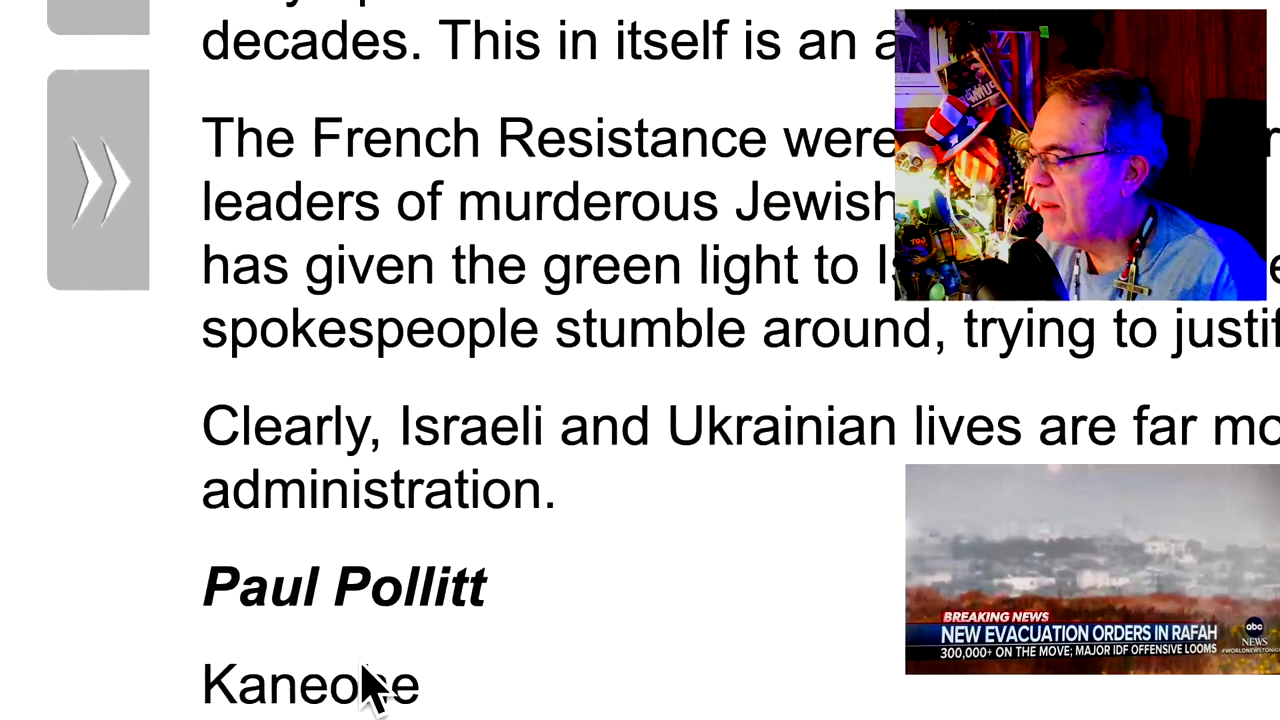 decades. This in itself is an a
The French Resistance were
leaders of murderous Jewish
has given the green light to Is
spokespeople stumble around, trying to justif
Clearly, Israeli and Ukrainian lives are far mo
administration.
BREAKING NEWS
NEW EVACUATION ORDERS IN RAFAH
300,000+ ON THE MOVE; MAJOR IDF OFFENSIVE LOOMS
abc
NEWS
Paul Pollitt